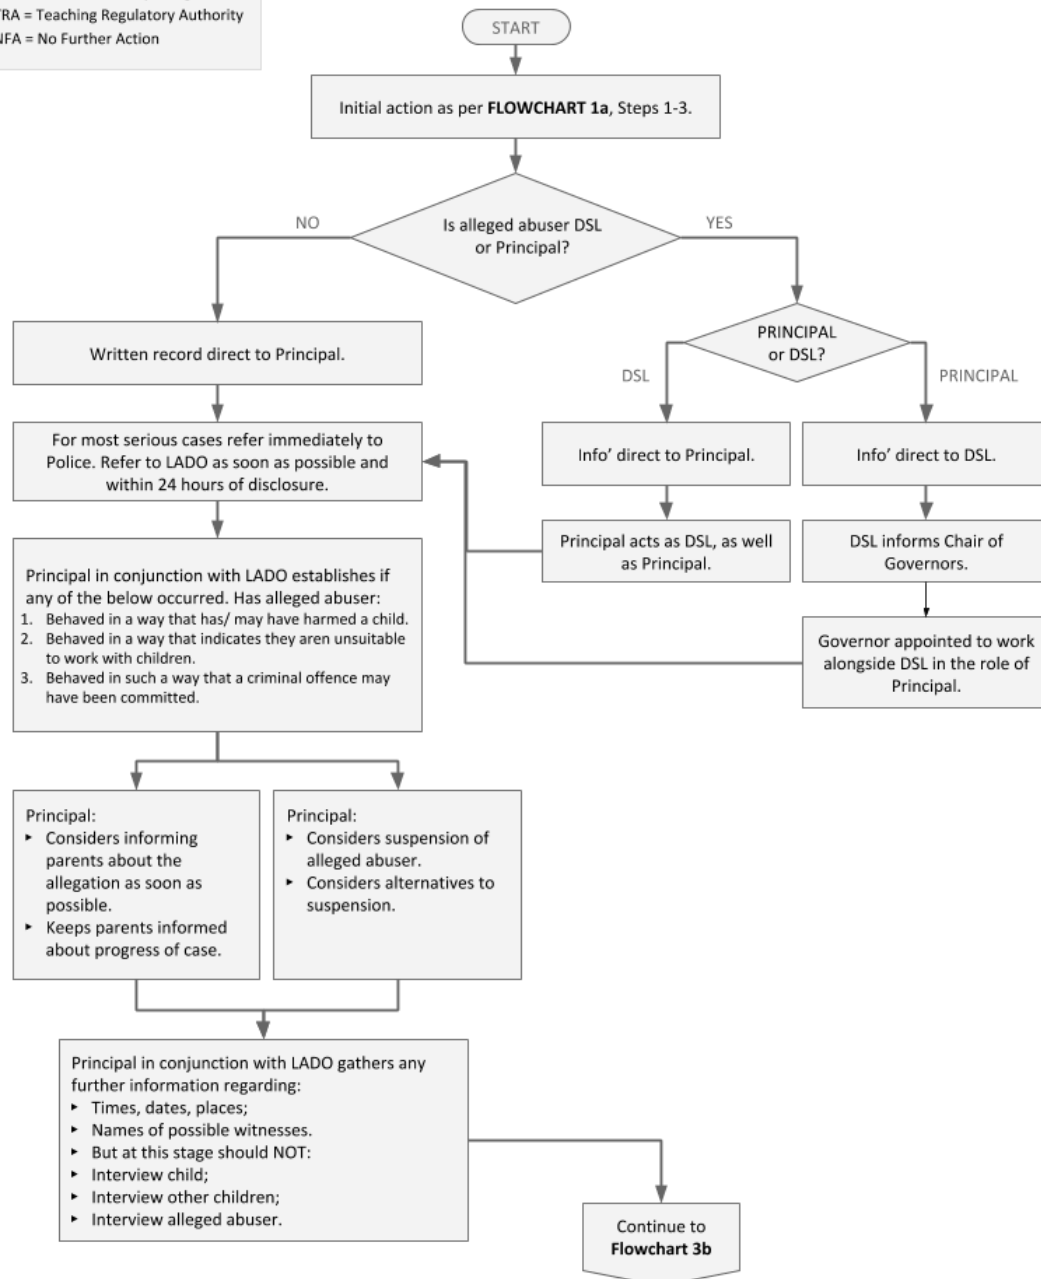 = Teaching Regulatory Authority
NFA = No Further Action
START
Initial action as per FLOWCHART 1a, Steps 1-3.
Is alleged abuser DSL
or Principal?
NO
YES
Written record direct to Principal.
PRINCIPAL
or DSL?
DSL
PRINCIPAL
For most serious cases refer immediately to
Police. Refer to LADO as soon as possible and
within 24 hours of disclosure.
Info’ direct to Principal.
Info’ direct to DSL.
Principal acts as DSL, as well
as Principal.
DSL informs Chair of
Governors.
Governor appointed to work
alongside DSL in the role of
Principal.
Principal in conjunction with LADO establishes if
any of the below occurred. Has alleged abuser:
1. Behaved in a way that has/ may have harmed a child.
2. Behaved in a way that indicates they aren unsuitable
to work with children.
3. Behaved in such a way that a criminal offence may
have been committed.
Principal:
▸ Considers informing
parents about the
allegation as soon as
possible.
▸ Keeps parents informed
about progress of case.
Principal:
▸ Considers suspension of
alleged abuser.
▸ Considers alternatives to
suspension.
Principal in conjunction with LADO gathers any
further information regarding:
▸ Times, dates, places;
▸ Names of possible witnesses.
▸ But at this stage should NOT:
▸ Interview child;
▸ Interview other children;
▸ Interview alleged abuser.
Continue to
Flowchart 3b